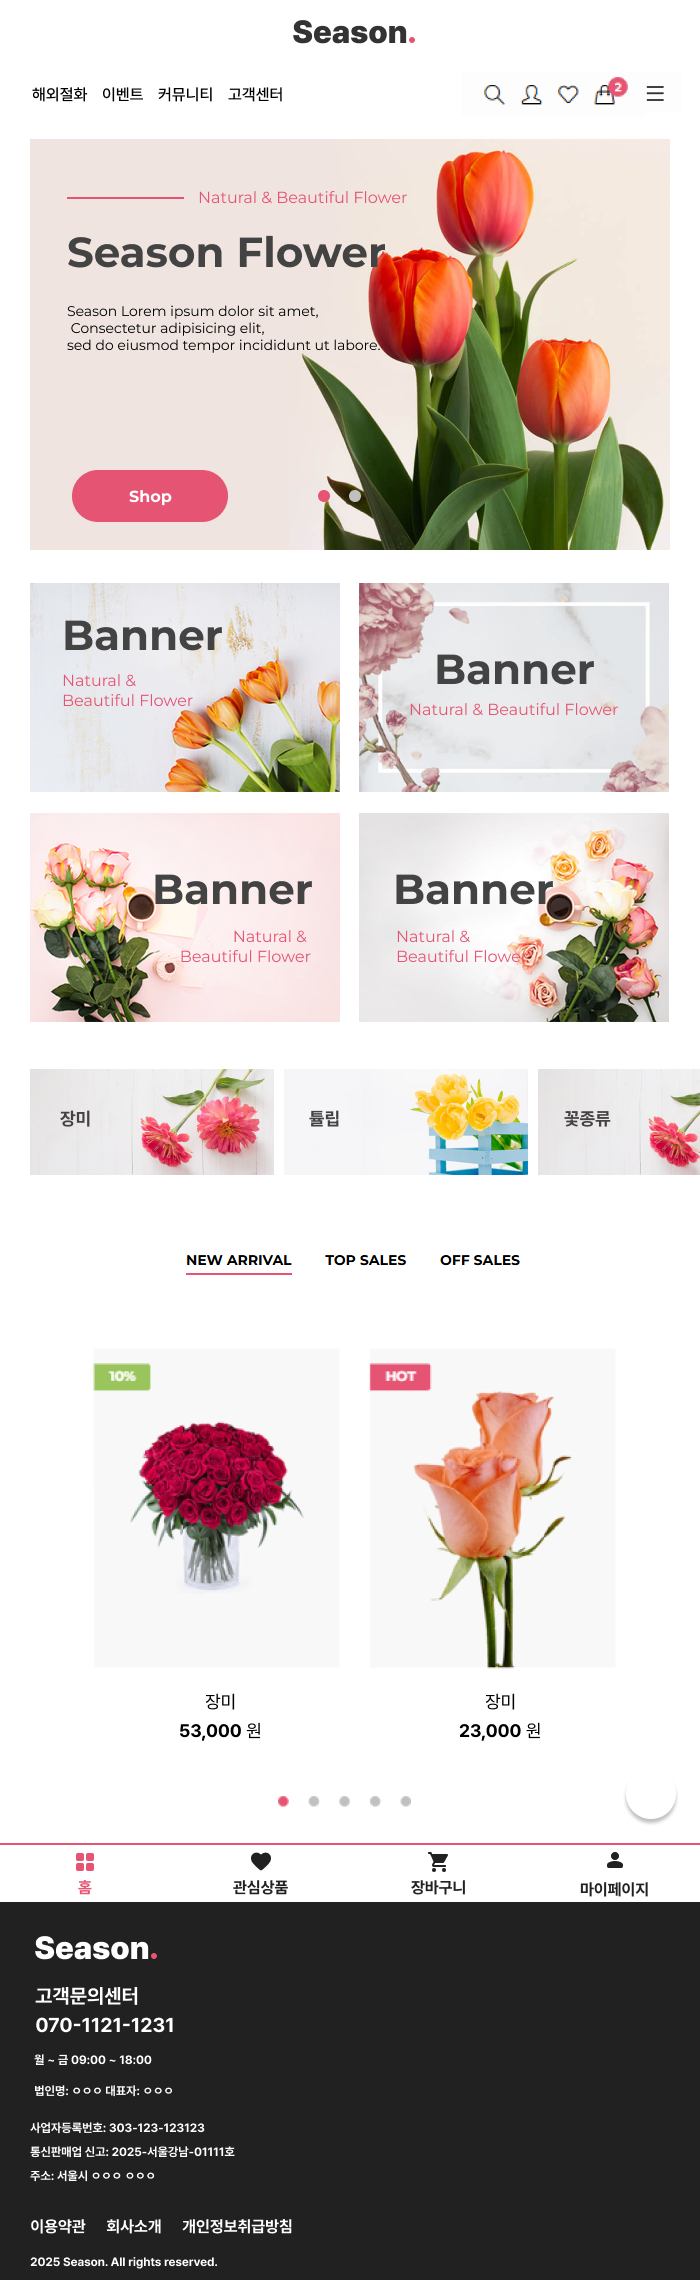 Season.
해외절화 이벤트 커뮤니티 고객센터
2
Natural & Beautiful Flower
Season Flower
Season Lorem ipsum dolor sit amet,
Consectetur adipisicing elit,
sed do eiusmod tempor incididunt ut labore.
Shop
Banner
Natural &
Beautiful Flower
Banner
Natural & Beautiful Flower
Banner
Natural &
Beautiful Flower
Banner
Natural &
Beautiful Flower
장미
튤립
꽃종류
NEW ARRIVAL TOP SALES OFF SALES
10%
HOT
장미
53,000 원
장미
23,000 원
홈 관심상품 장바구니 마이페이지
Season.
고객문의센터
070-1121-1231
월 ~ 금 09:00 ~ 18:00
법인명: ㅇㅇㅇ 대표자: ㅇㅇㅇ
사업자등록번호: 303-123-123123
통신판매업 신고: 2025-서울강남-01111호
주소: 서울시 ㅇㅇㅇ ㅇㅇㅇ
이용약관 회사소개 개인정보취급방침
2025 Season. All rights reserved.